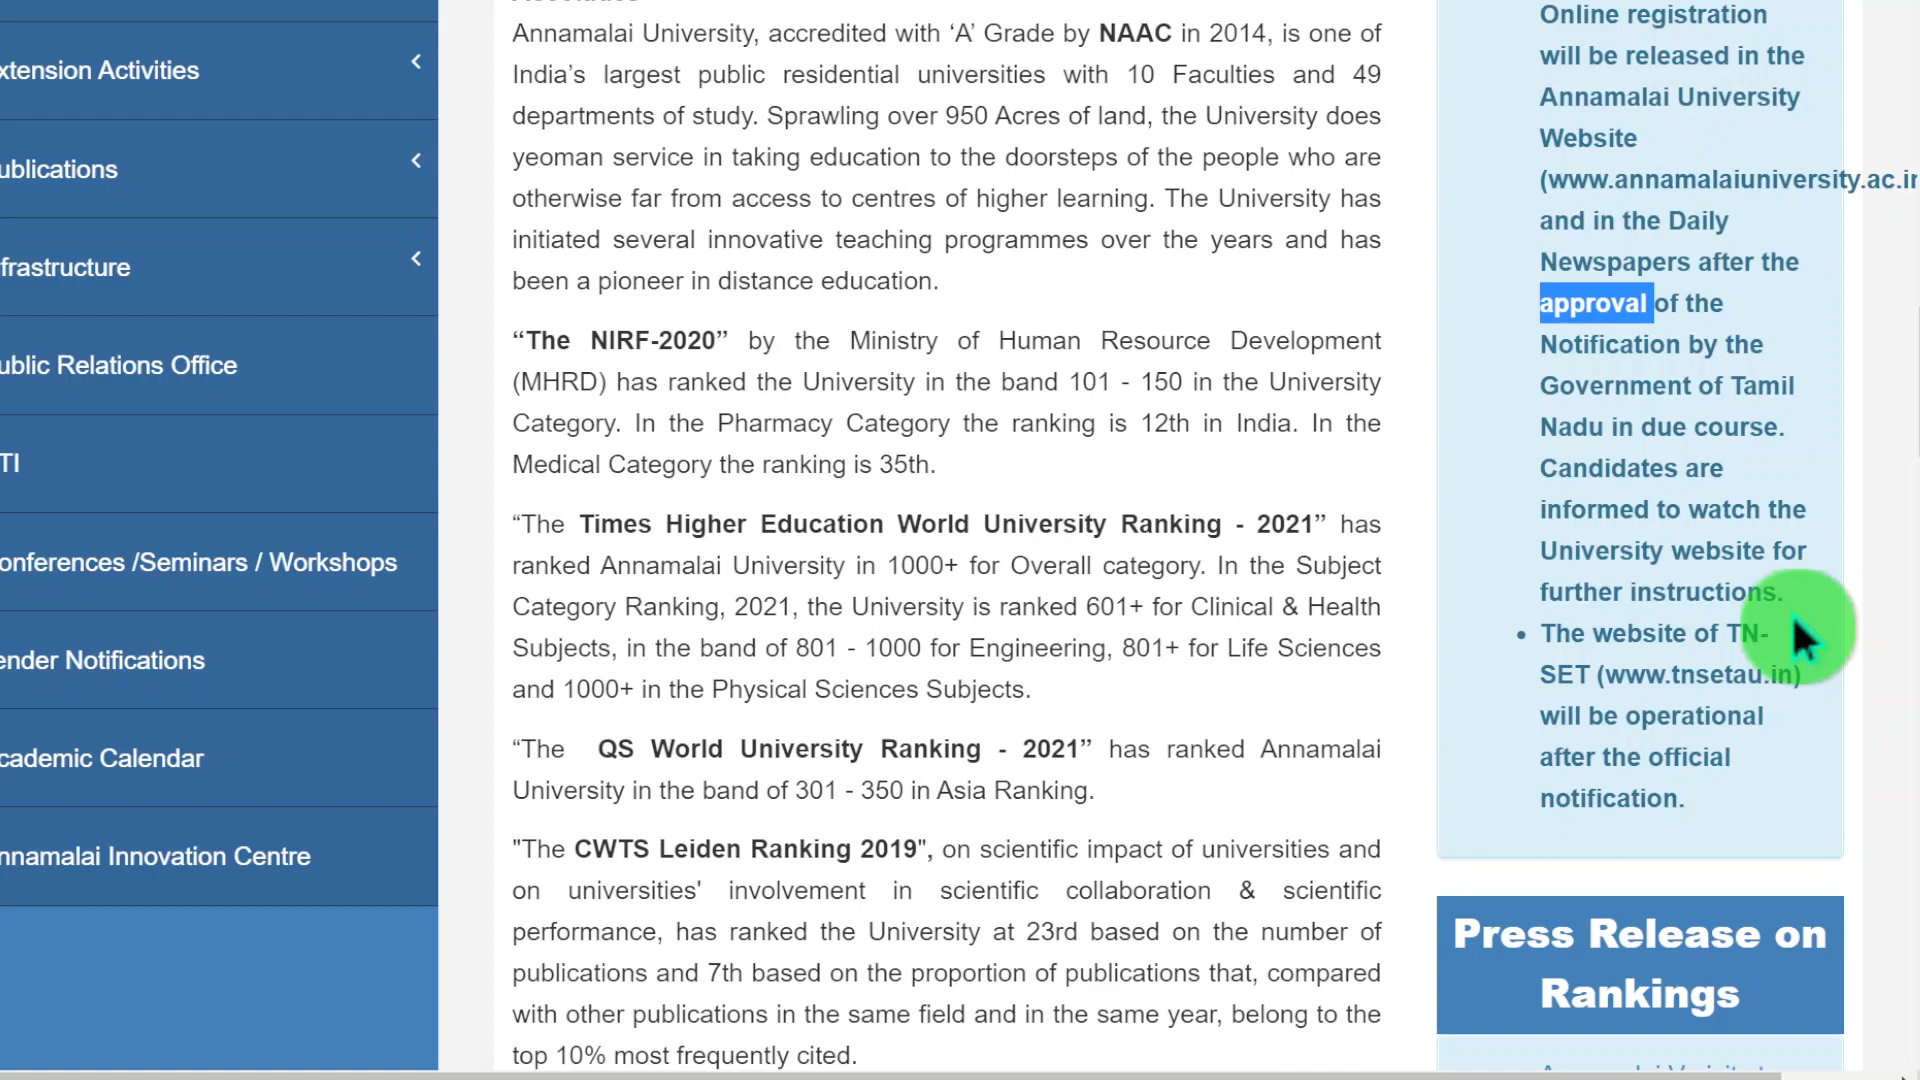 xtension Activities
ublications
frastructure
ublic Relations Office
TI
onferences /Seminars / Workshops
ender Notifications
cademic Calendar
nnamalai Innovation Centre
Annamalai University, accredited with ‘A’ Grade by NAAC in 2014, is one of
India’s largest public residential universities with 10 Faculties and 49
departments of study. Sprawling over 950 Acres of land, the University does
yeoman service in taking education to the doorsteps of the people who are
otherwise far from access to centres of higher learning. The University has
initiated several innovative teaching programmes over the years and has
been a pioneer in distance education.
“The NIRF-2020” by the Ministry of Human Resource Development
(MHRD) has ranked the University in the band 101 - 150 in the University
Category. In the Pharmacy Category the ranking is 12th in India. In the
Medical Category the ranking is 35th.
“The Times Higher Education World University Ranking - 2021” has
ranked Annamalai University in 1000+ for Overall category. In the Subject
Category Ranking, 2021, the University is ranked 601+ for Clinical & Health
Subjects, in the band of 801 - 1000 for Engineering, 801+ for Life Sciences
and 1000+ in the Physical Sciences Subjects.
“The QS World University Ranking - 2021” has ranked Annamalai
University in the band of 301 - 350 in Asia Ranking.
"The CWTS Leiden Ranking 2019", on scientific impact of universities and
on universities' involvement in scientific collaboration & scientific
performance, has ranked the University at 23rd based on the number of
publications and 7th based on the proportion of publications that, compared
with other publications in the same field and in the same year, belong to the
top 10% most frequently cited.
Online registration
will be released in the
Annamalai University
Website
(www.annamalaiuniversity.ac.in
and in the Daily
Newspapers after the
approval of the
Notification by the
Government of Tamil
Nadu in due course.
Candidates are
informed to watch the
University website for
further instructions.
• The website of TN-
SET (www.tnsetau.in)
will be operational
after the official
notification.
Press Release on
Rankings